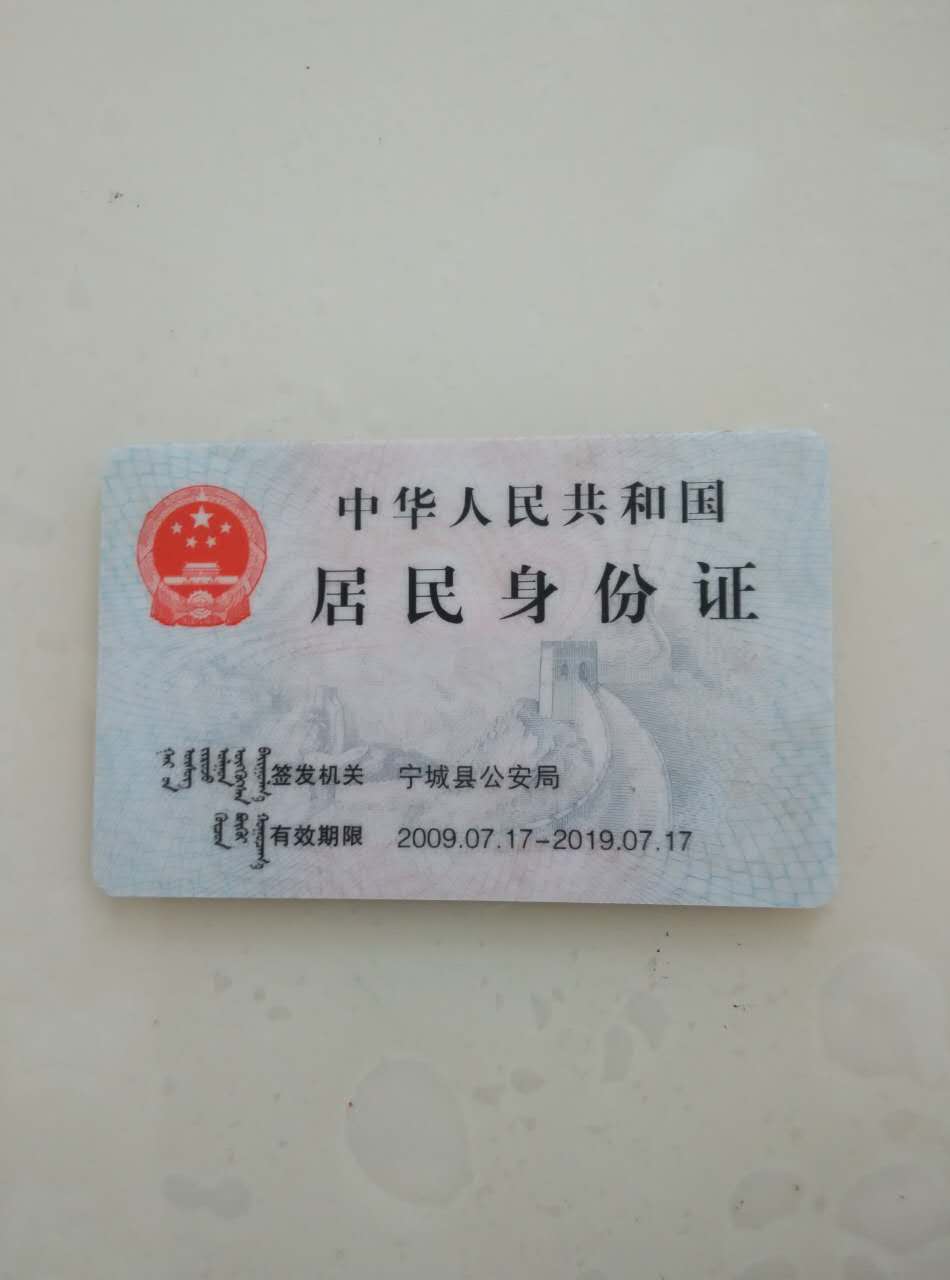 中华人民共和国
居民身份证
签发机关 宁城县公安局
有效期限 2009.07.17-2019.07.17